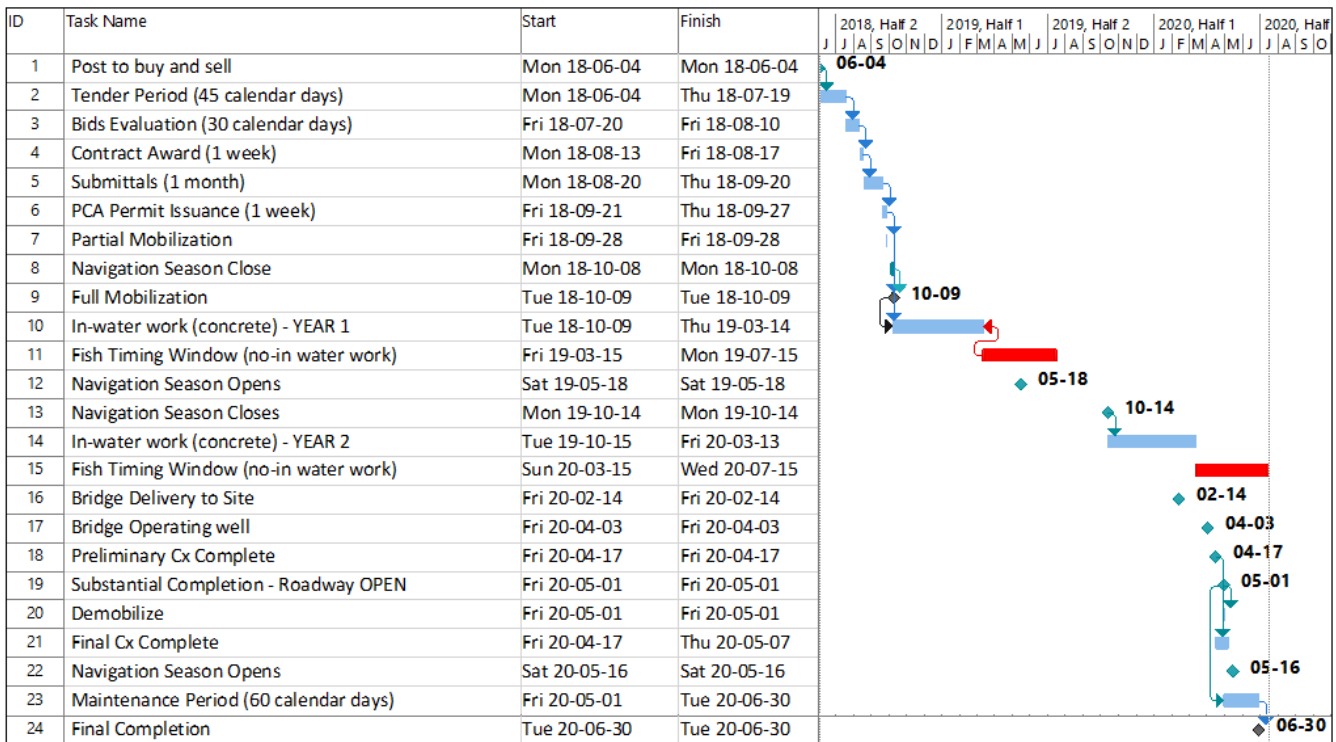 ID Task Name Start Finish 2018, Half 2 2019, Half 1 2019, Half 2 2020, Half 1 2020, Half
J J A S O N D J F M A M J J A S O N D J F M A M J J A S O
1 Post to buy and sell Mon 18-06-04 Mon 18-06-04 06-04
2 Tender Period (45 calendar days) Mon 18-06-04 Thu 18-07-19
3 Bids Evaluation (30 calendar days) Fri 18-07-20 Fri 18-08-10
4 Contract Award (1 week) Mon 18-08-13 Fri 18-08-17
5 Submittals (1 month) Mon 18-08-20 Thu 18-09-20
6 PCA Permit Issuance (1 week) Fri 18-09-21 Thu 18-09-27
7 Partial Mobilization Fri 18-09-28 Fri 18-09-28
8 Navigation Season Close Mon 18-10-08 Mon 18-10-08
9 Full Mobilization Tue 18-10-09 Tue 18-10-09 10-09
10 In-water work (concrete) - YEAR 1 Tue 18-10-09 Thu 19-03-14
11 Fish Timing Window (no-in water work) Fri 19-03-15 Mon 19-07-15
12 Navigation Season Opens Sat 19-05-18 Sat 19-05-18 05-18
13 Navigation Season Closes Mon 19-10-14 Mon 19-10-14 10-14
14 In-water work (concrete) - YEAR 2 Tue 19-10-15 Fri 20-03-13
15 Fish Timing Window (no-in water work) Sun 20-03-15 Wed 20-07-15
16 Bridge Delivery to Site Fri 20-02-14 Fri 20-02-14 02-14
17 Bridge Operating well Fri 20-04-03 Fri 20-04-03 04-03
18 Preliminary Cx Complete Fri 20-04-17 Fri 20-04-17 04-17
19 Substantial Completion - Roadway OPEN Fri 20-05-01 Fri 20-05-01 05-01
20 Demobilize Fri 20-05-01 Fri 20-05-01
21 Final Cx Complete Fri 20-04-17 Thu 20-05-07
22 Navigation Season Opens Sat 20-05-16 Sat 20-05-16 05-16
23 Maintenance Period (60 calendar days) Fri 20-05-01 Tue 20-06-30
24 Final Completion Tue 20-06-30 Tue 20-06-30 06-30